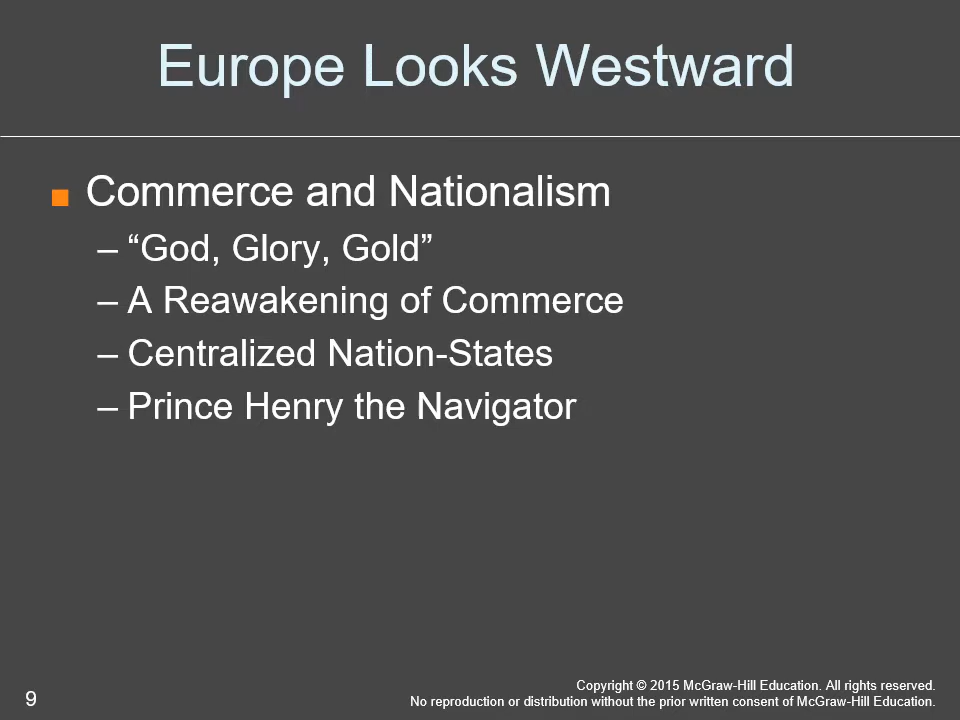 Europe Looks Westward
■ Commerce and Nationalism
– “God, Glory, Gold”
– A Reawakening of Commerce
– Centralized Nation-States
– Prince Henry the Navigator
9
Copyright © 2015 McGraw-Hill Education. All rights reserved.
No reproduction or distribution without the prior written consent of McGraw-Hill Education.